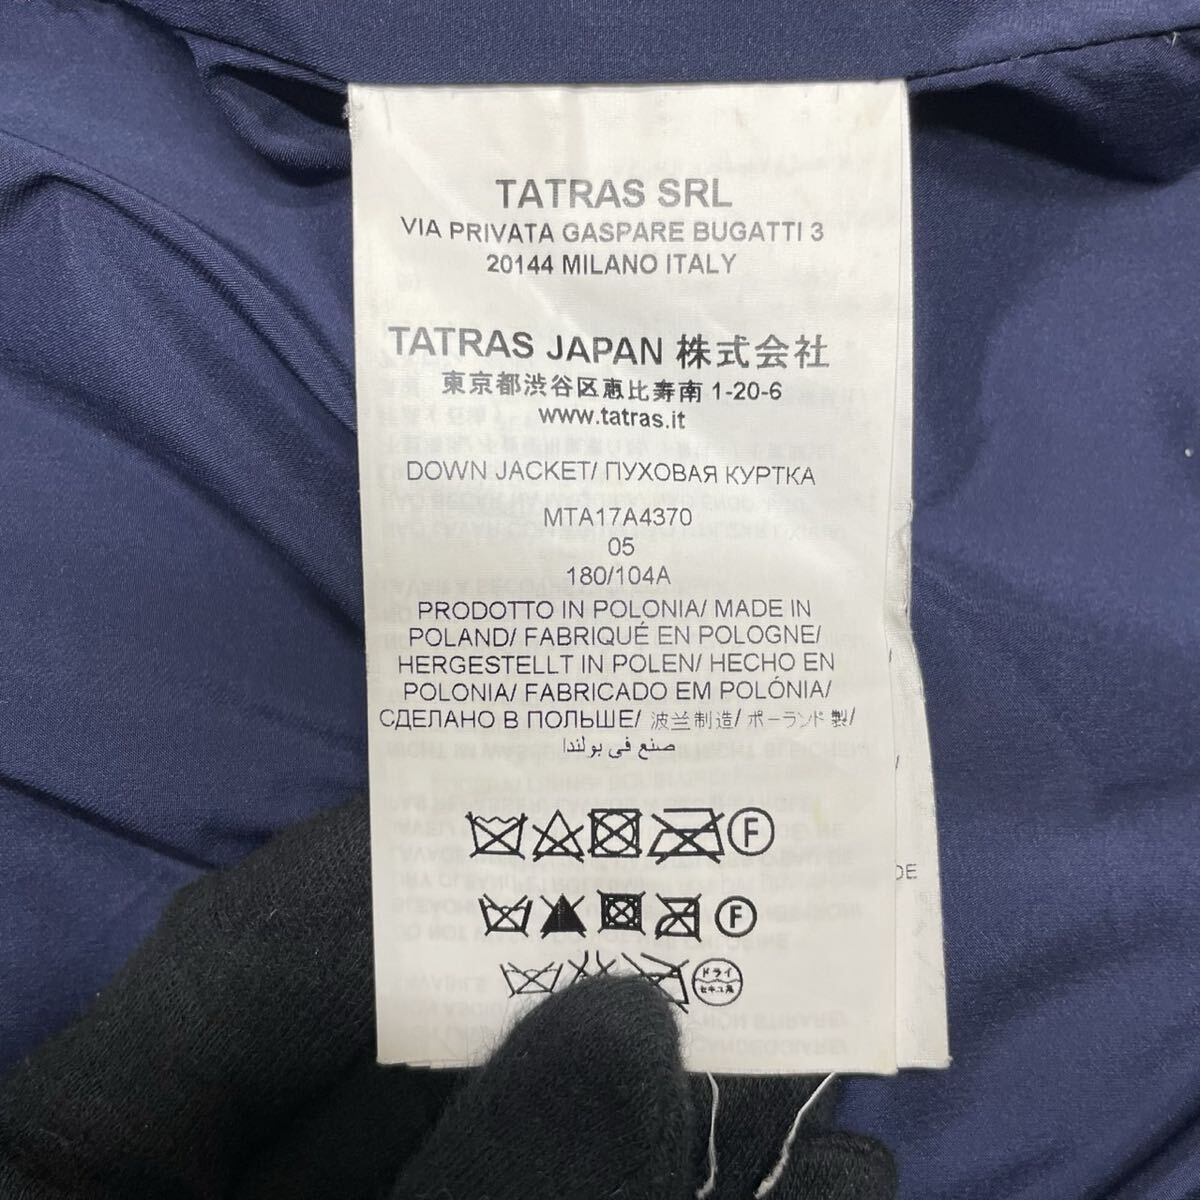 TATRAS SRL
VIA PRIVATA GASPARE BUGATTI 3
20144 MILANO ITALY
TATRAS JAPAN 株式会社
東京都渋谷区恵比寿南 1-20-6
www.tatras.it
DOWN JACKET/ ПУХОВАЯ КУРТКА
MTA17A4370
05
180/104A
PRODOTTO IN POLONIA/ MADE IN
POLAND/ FABRIQUÉ EN POLOGNE/
HERGESTELLT IN POLEN/ HECHO EN
POLONIA/ FABRICADO EM POLÓNIA/
СДЕЛАНО В ПОЛЬШЕ/ 波兰制造/ ポーランド製/
صنع في بولندا
F
F
ドライ
セキユ系
DE